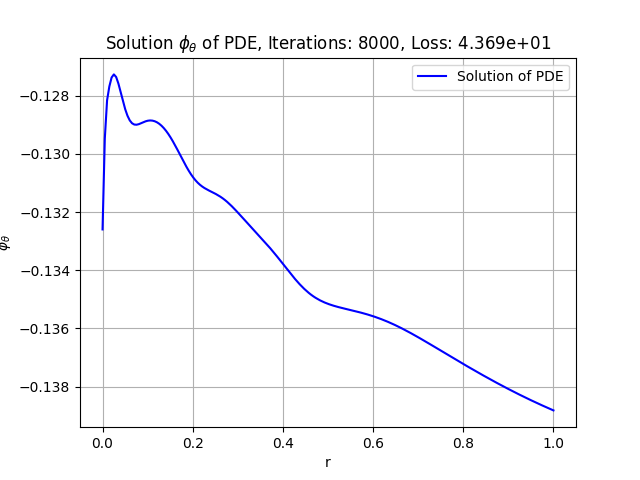 Solution ϕθ of PDE, Iterations: 8000, Loss: 4.369e+01
Solution of PDE
−0.128
−0.130
−0.132
−0.134
−0.136
−0.138
φθ
0.0 0.2 0.4 0.6 0.8 1.0
r